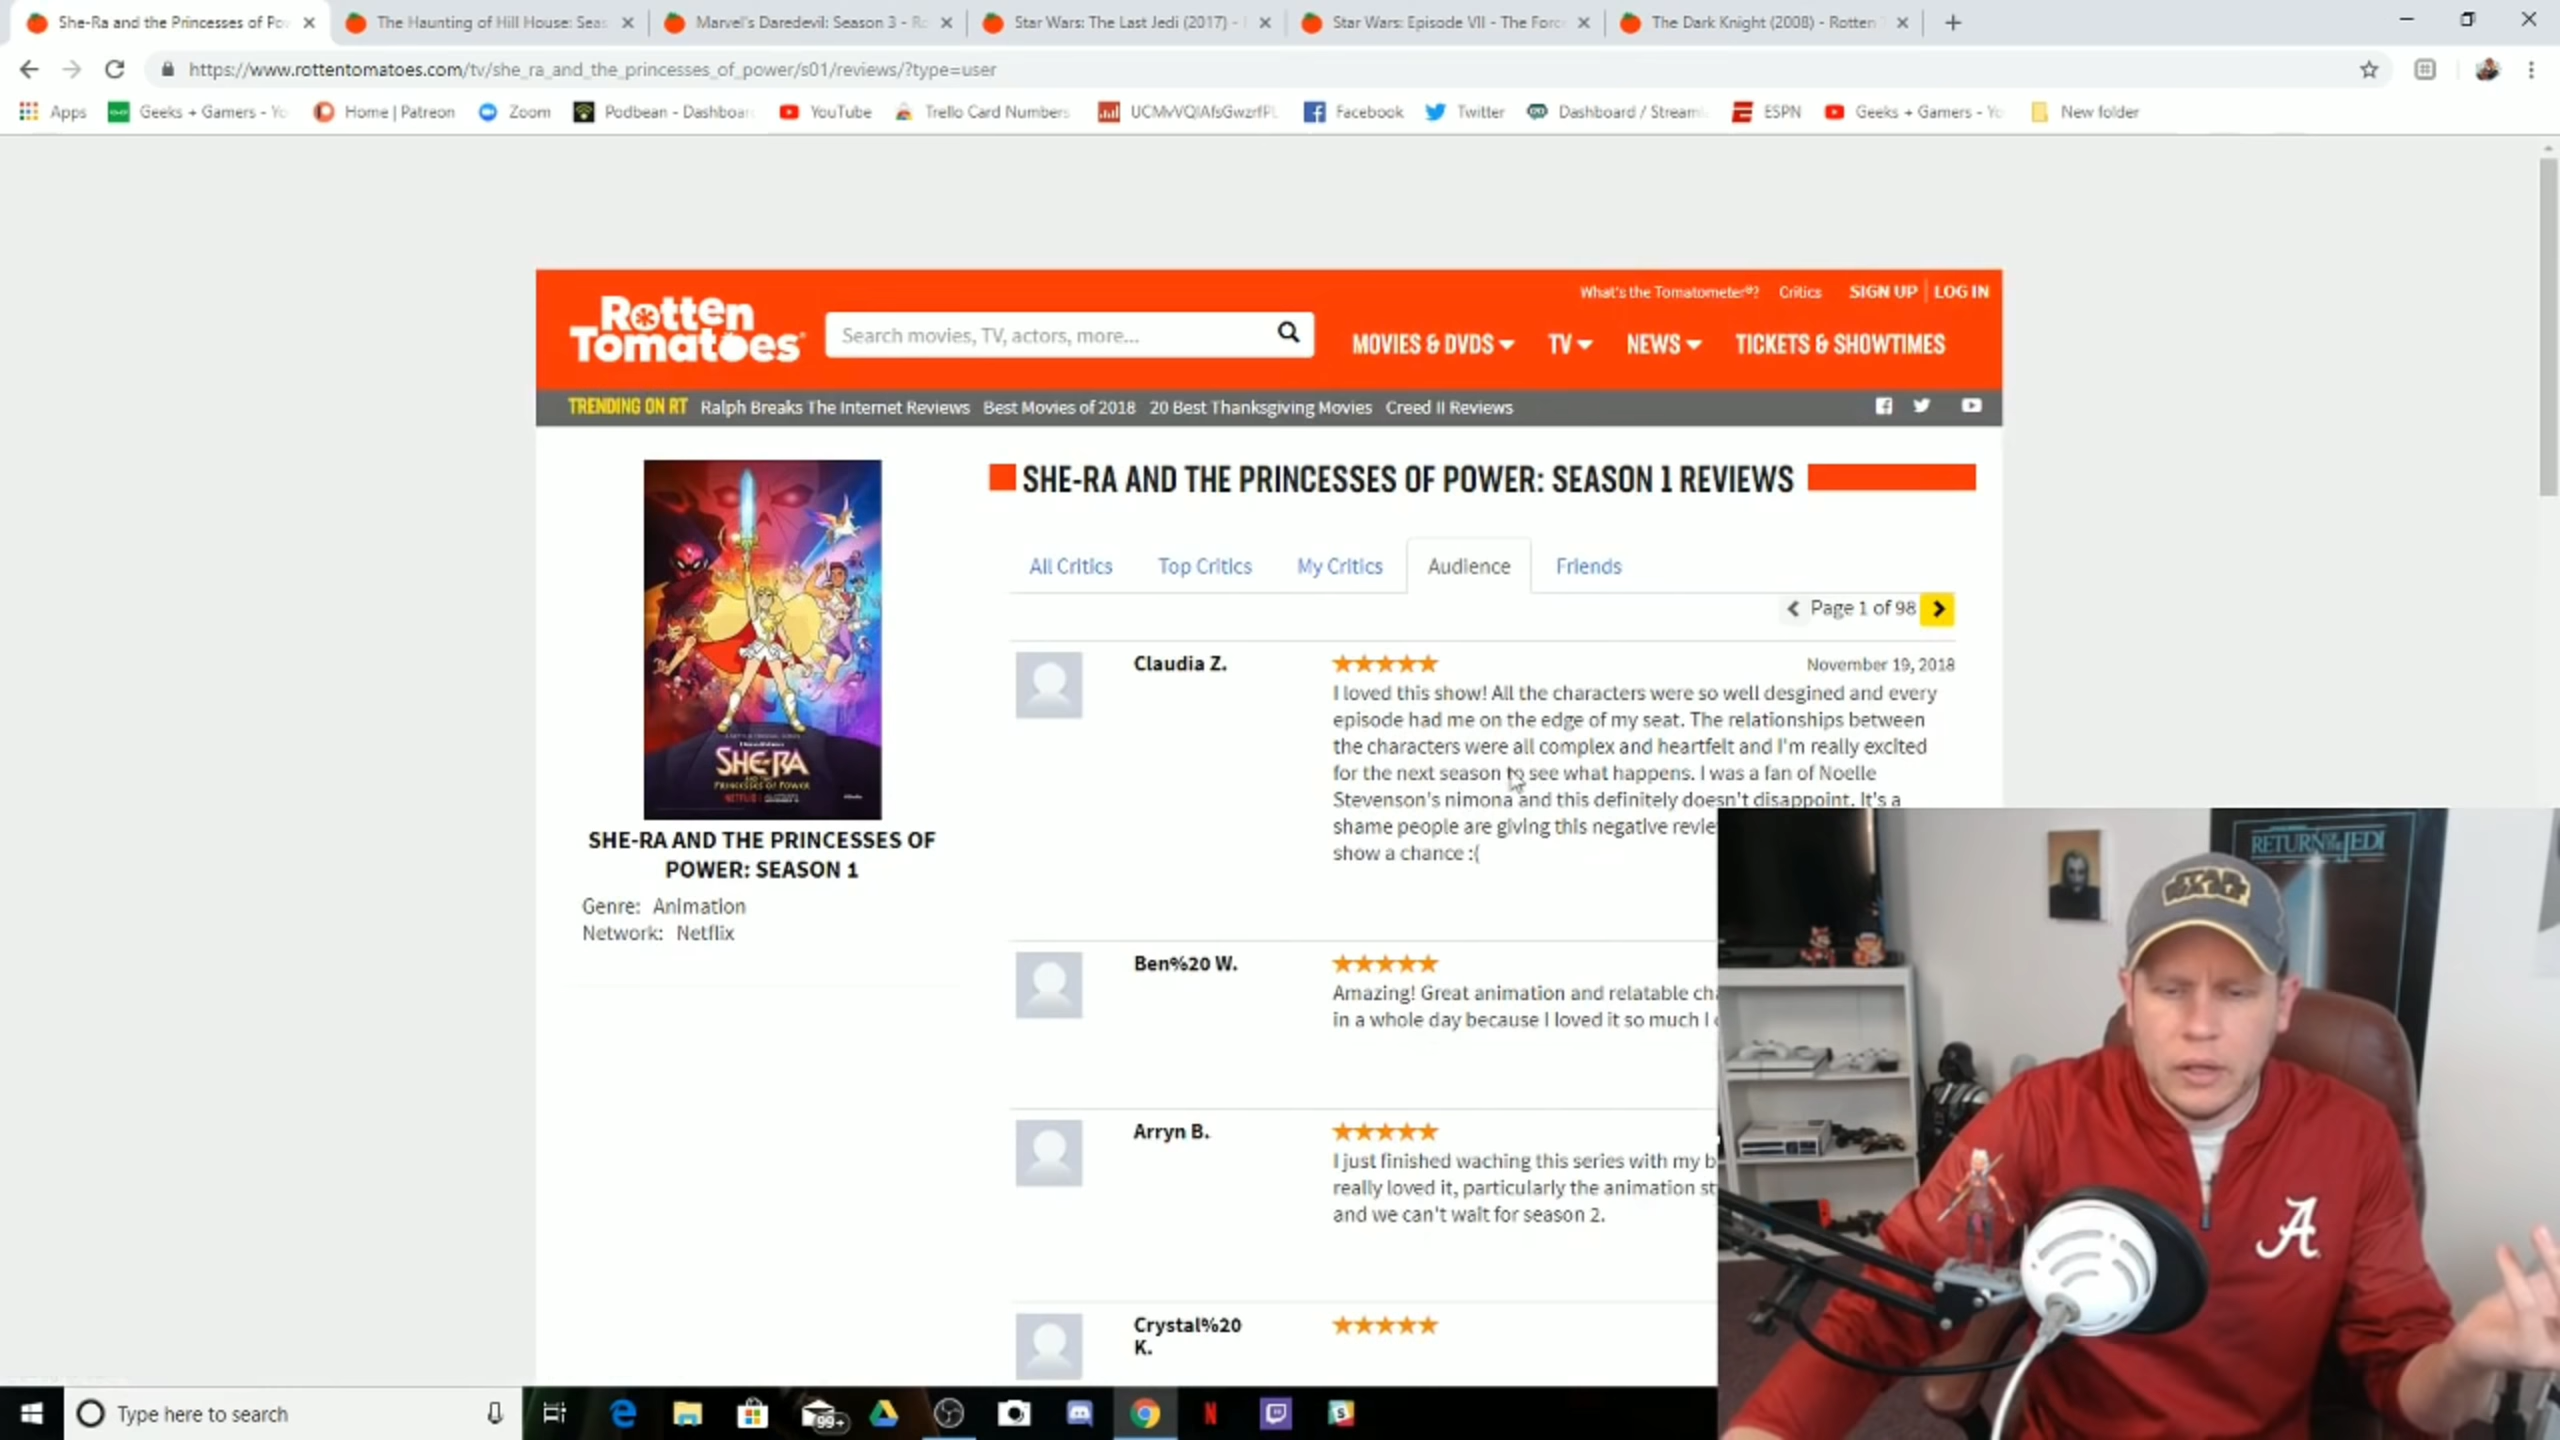 She-Ra and the Princesses of Po
The Haunting of Hill House: Seas
Marvel's Daredevil: Season 3 - Ro
Star Wars: The Last Jedi (2017) -
Star Wars: Episode VII - The Forc
The Dark Knight (2008) - Rotten
https://www.rottentomatoes.com/tv/she_ra_and_the_princesses_of_power/s01/reviews/?type=user
Apps
Geeks + Gamers - Yo
Home | Patreon
Zoom
Podbean - Dashboar
YouTube
Trello Card Numbers
Facebook
Twitter
Dashboard / Streaml
ESPN
Geeks + Gamers - Yo
New folder
What's the Tomatometer®?
Critics
SIGN UP
LOG IN
Rotten
Tomatoes
Search movies, TV, actors, more...
MOVIES & DVDS
TV
NEWS
TICKETS & SHOWTIMES
TRENDING ON RT
Ralph Breaks The Internet Reviews
Best Movies of 2018
20 Best Thanksgiving Movies
Creed II Reviews
SHE-RA AND THE PRINCESSES OF POWER: SEASON 1 REVIEWS
All Critics
Top Critics
My Critics
Audience
Friends
Page 1 of 98
SHE-RA
PRINCESSES OF POWER
NETFLIX
SHE-RA AND THE PRINCESSES OF
POWER: SEASON 1
Genre: Animation
Network: Netflix
Claudia Z.
November 19, 2018
I loved this show! All the characters were so well desgined and every
episode had me on the edge of my seat. The relationships between
the characters were all complex and heartfelt and I'm really excited
for the next season to see what happens. I was a fan of Noelle
Stevenson's nimona and this definitely doesn't disappoint. It's a
shame people are giving this negative revie
show a chance :(
Ben%20 W.
Amazing! Great animation and relatable cha
in a whole day because I loved it so much I
Arryn B.
I just finished waching this series with my b
really loved it, particularly the animation st
and we can't wait for season 2.
Crystal%20
K.
RETURN OF THE JEDI
STAR WARS
A
Type here to search
99+